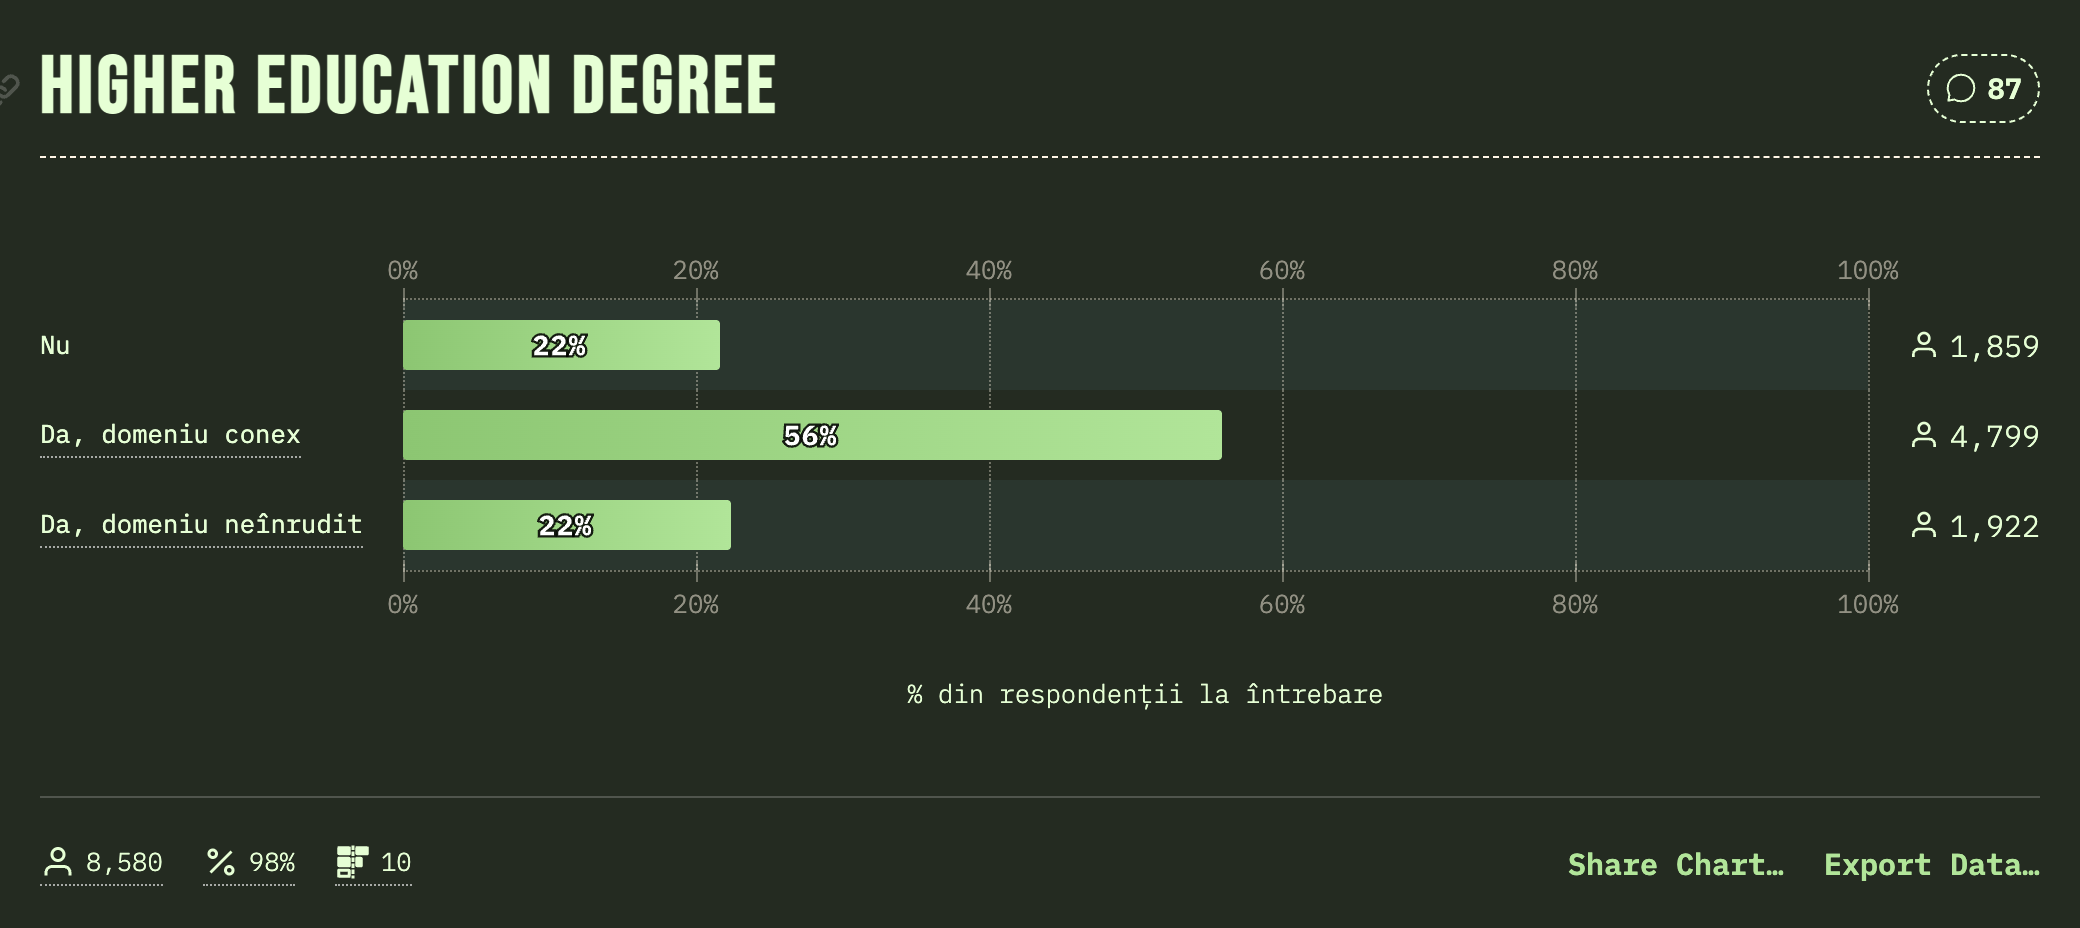 HIGHER EDUCATION DEGREE
87
0% 20% 40% 60% 80% 100%
Nu 22% 1,859
Da, domeniu conex 56% 4,799
Da, domeniu neînrudit 22% 1,922
0% 20% 40% 60% 80% 100%
% din respondenții la întrebare
8,580 98% 10 Share Chart… Export Data…